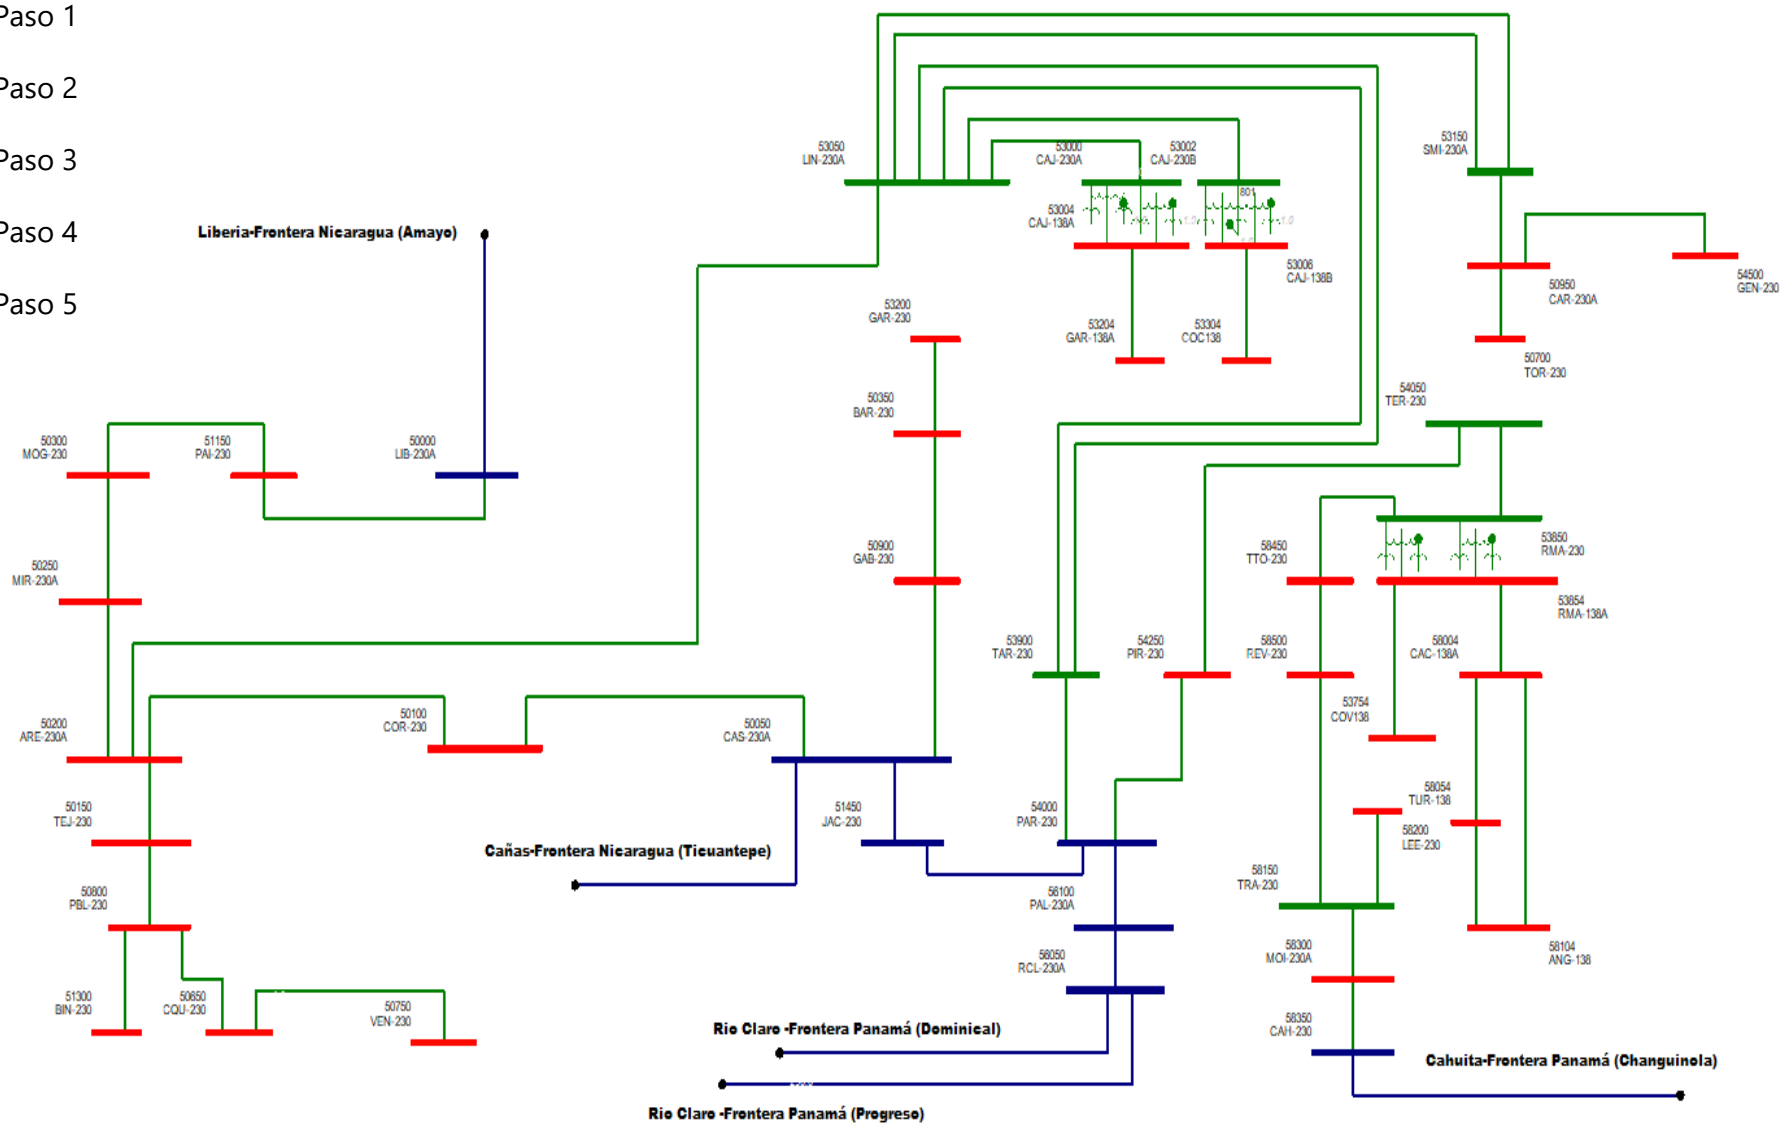 Paso 1
Paso 2
Paso 3
Paso 4
Paso 5
53050
LIN-230A
53000
CAJ-230A
53002
CAJ-230B
53150
SMI-230A
801
53004
CAJ-138A
1.0
Liberia-Frontera Nicaragua (Amayo)
53006
CAJ-138B
50950
CAR-230A
54500
GEN-230
53200
GAR-230
53204
GAR-138A
53304
COC138
50700
TOR-230
54050
TER-230
50350
BAR-230
50300
MOG-230
51150
PAI-230
50000
LIB-230A
50250
MIR-230A
50900
GAB-230
58450
TTO-230
53850
RMA-230
53854
RMA-138A
53900
TAR-230
54250
PIR-230
58500
REV-230
58004
CAC-138A
53754
COV138
50200
ARE-230A
50100
COR-230
50050
CAS-230A
50150
TEJ-230
51450
JAC-230
54000
PAR-230
58054
TUR-138
58200
LEE-230
Cañas-Frontera Nicaragua (Ticuantepe)
58150
TRA-230
50800
PBL-230
56100
PAL-230A
56050
RCL-230A
58300
MOI-230A
58104
ANG-138
51300
BIN-230
50650
CQU-230
50750
VEN-230
Rio Claro -Frontera Panamá (Dominical)
58350
CAH-230
Cahuita-Frontera Panamá (Changuinola)
Rio Claro -Frontera Panamá (Progreso)